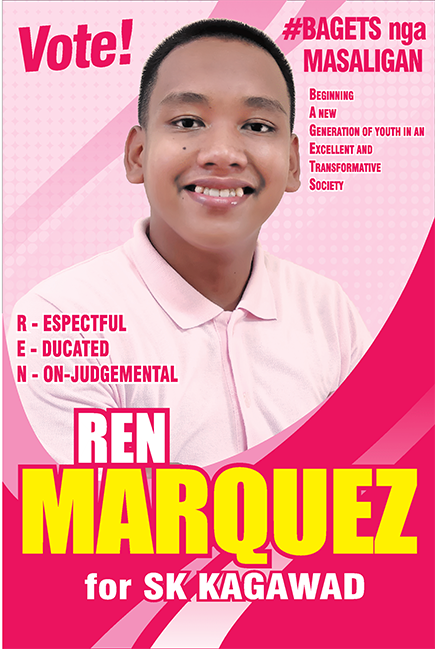 Vote!
#BAGETS nga
MASALIGAN
BEGINNING
A NEW
GENERATION OF YOUTH IN AN
EXCELLENT AND
TRANSFORMATIVE
SOCIETY
R - ESPECTFUL
E - DUCATED
N - ON-JUDGEMENTAL
REN
MARQUEZ
for SK KAGAWAD